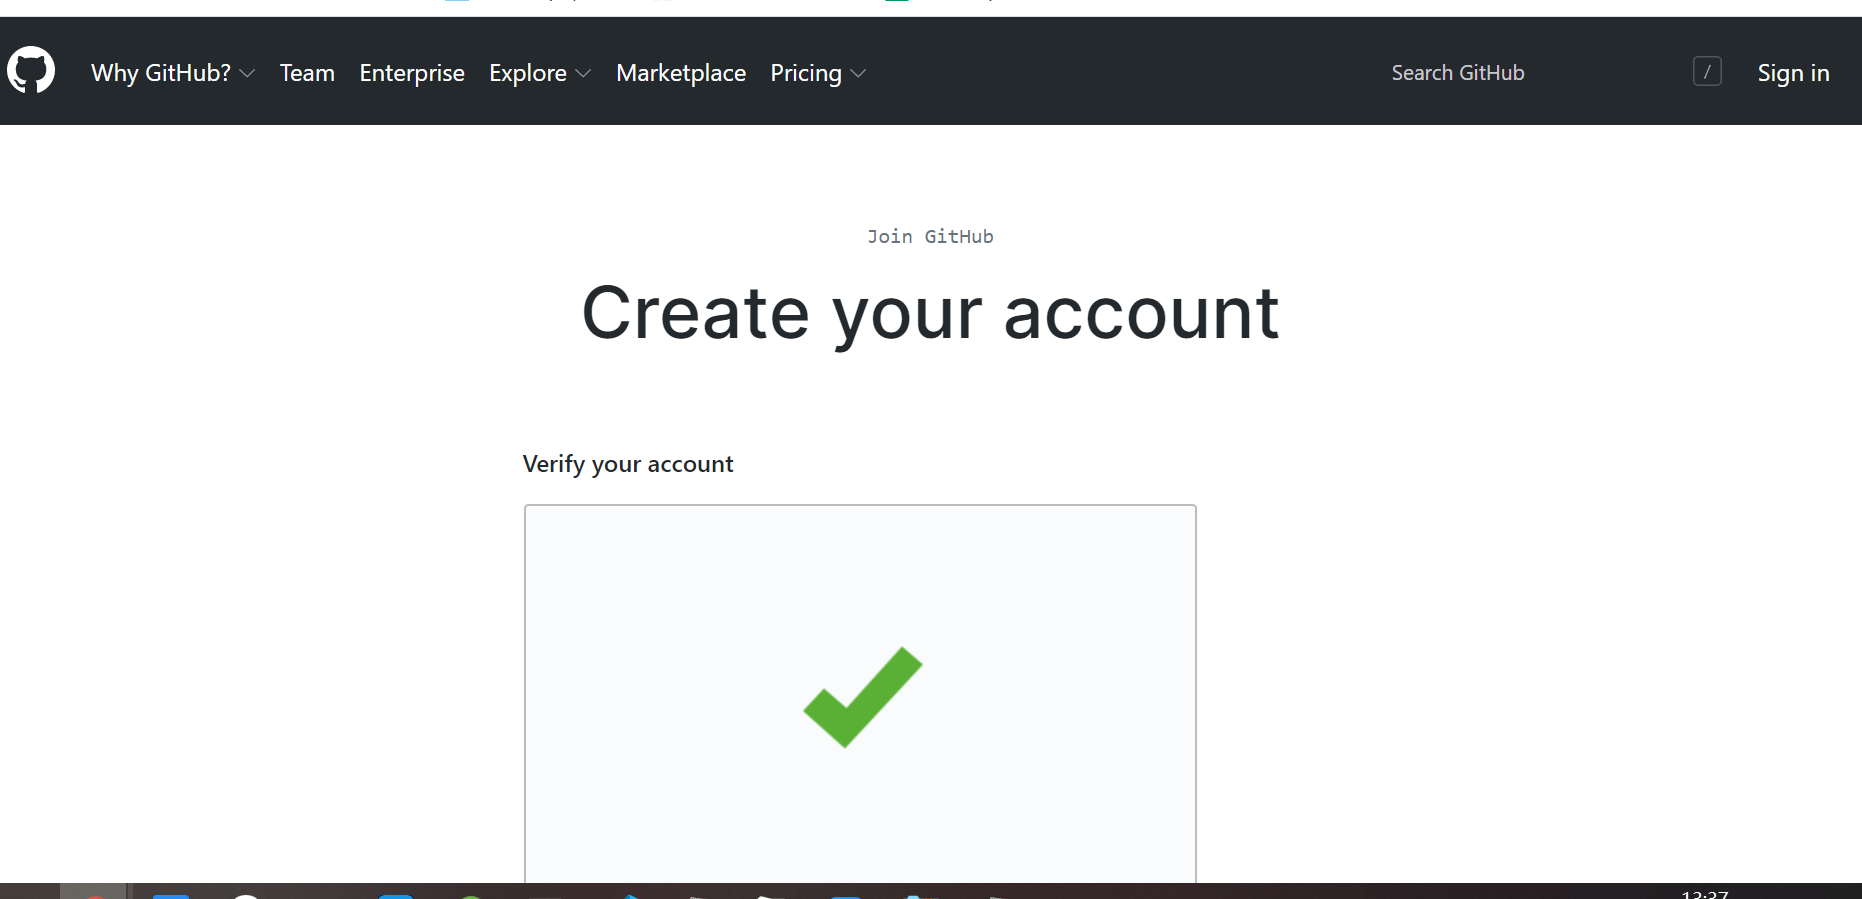 Why GitHub? Team Enterprise Explore Marketplace Pricing Search GitHub / Sign in
Join GitHub
Create your account
Verify your account
13:37